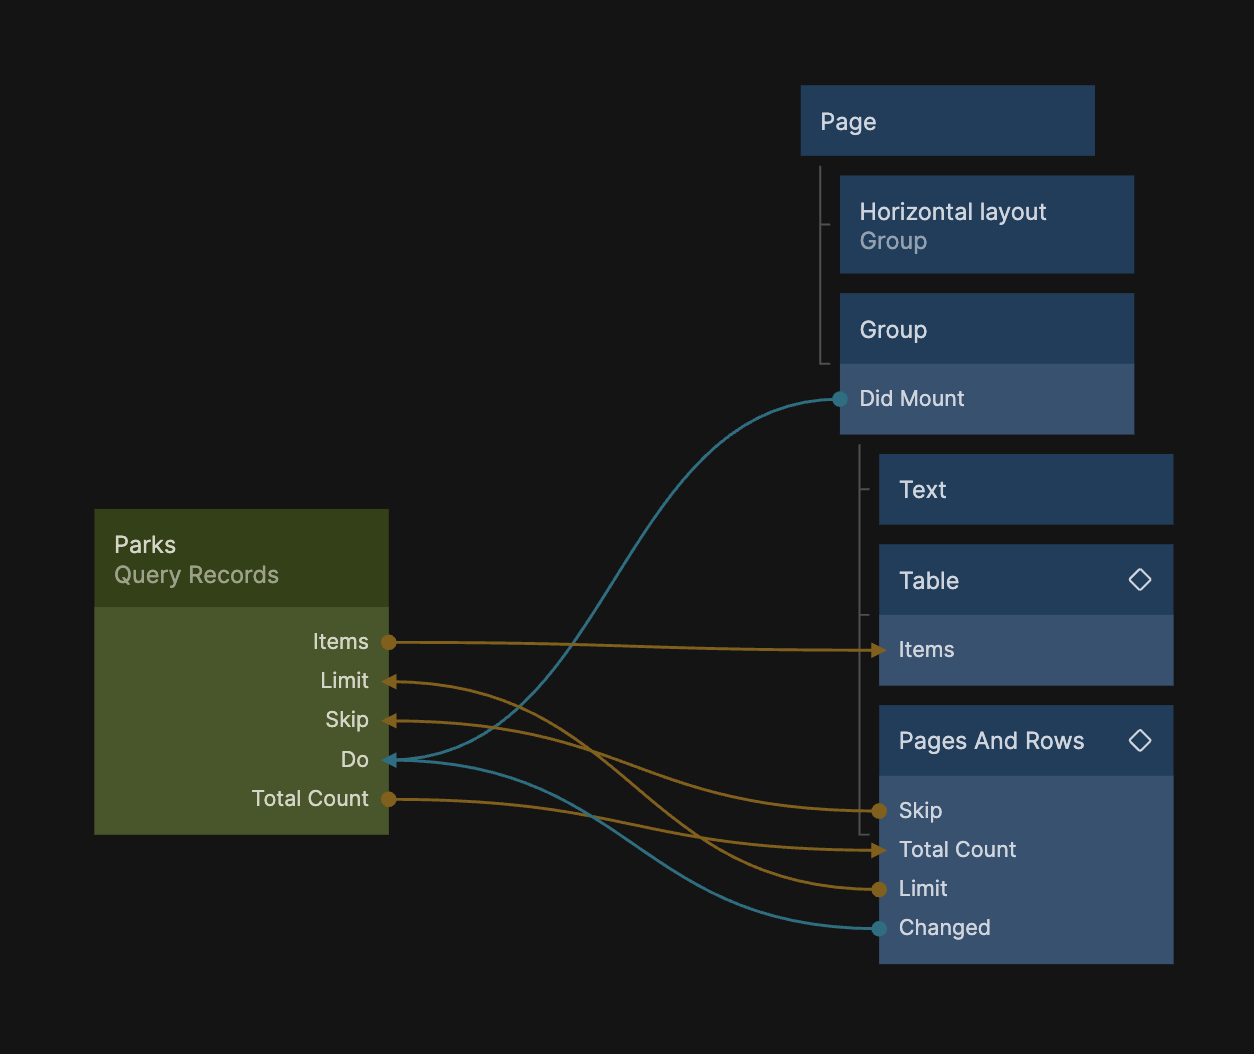 Page
Horizontal layout
Group
Group
Did Mount
Text
Table
Items
Pages And Rows
Skip
Total Count
Limit
Changed
Parks
Query Records
Items
Limit
Skip
Do
Total Count